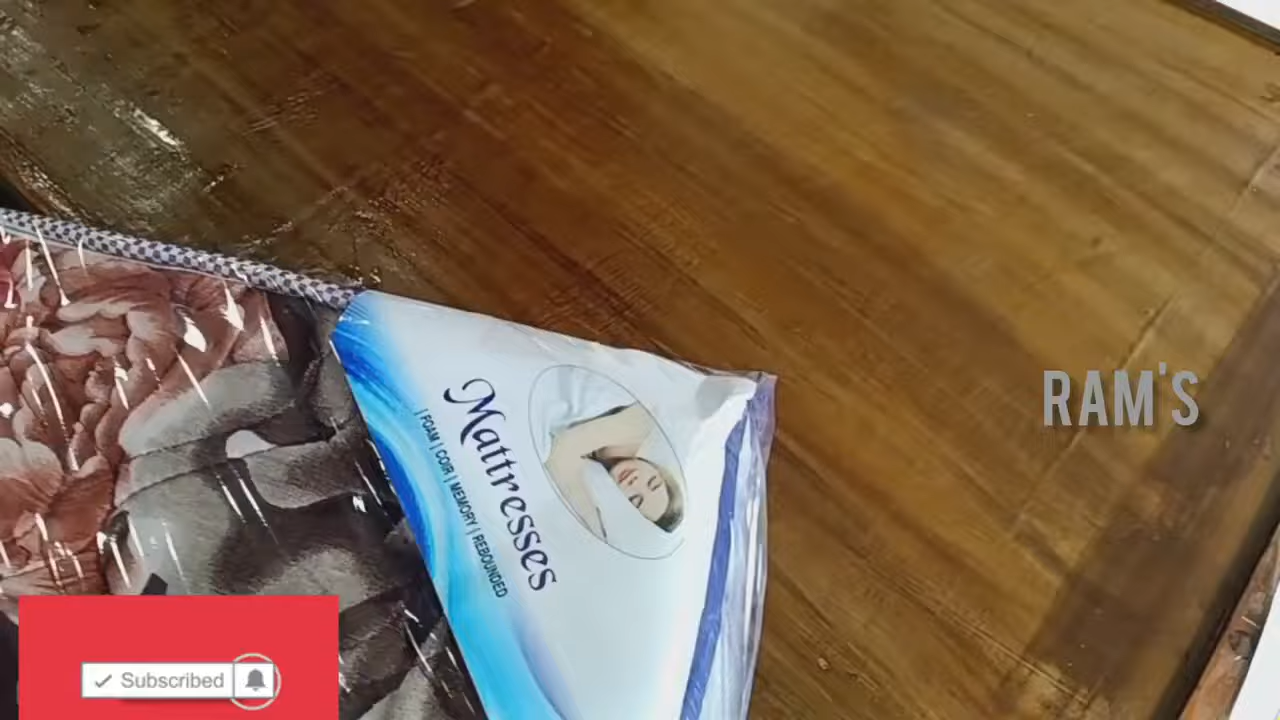 RAM'S
Mattresses
| FOAM | COIR | MEMORY | REBOUNDED
Subscribed